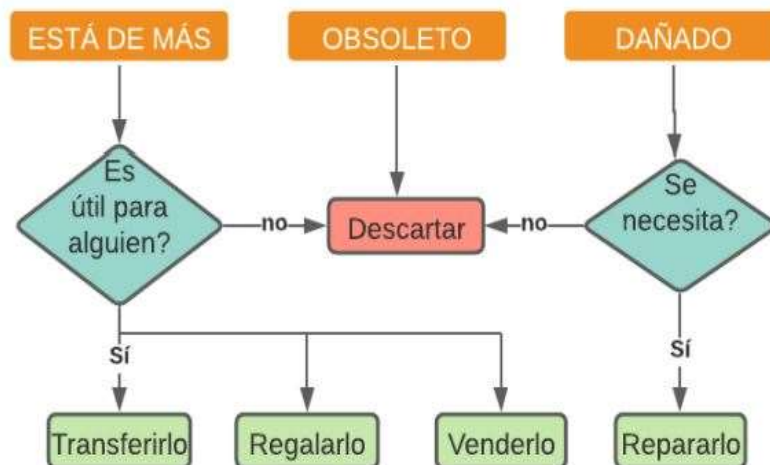 ESTÁ DE MÁS
OBSOLETO
DAÑADO
Es
útil para
alguien?
no
Descartar
no
Se
necesita?
Sí
Sí
Transferirlo
Regalarlo
Venderlo
Repararlo